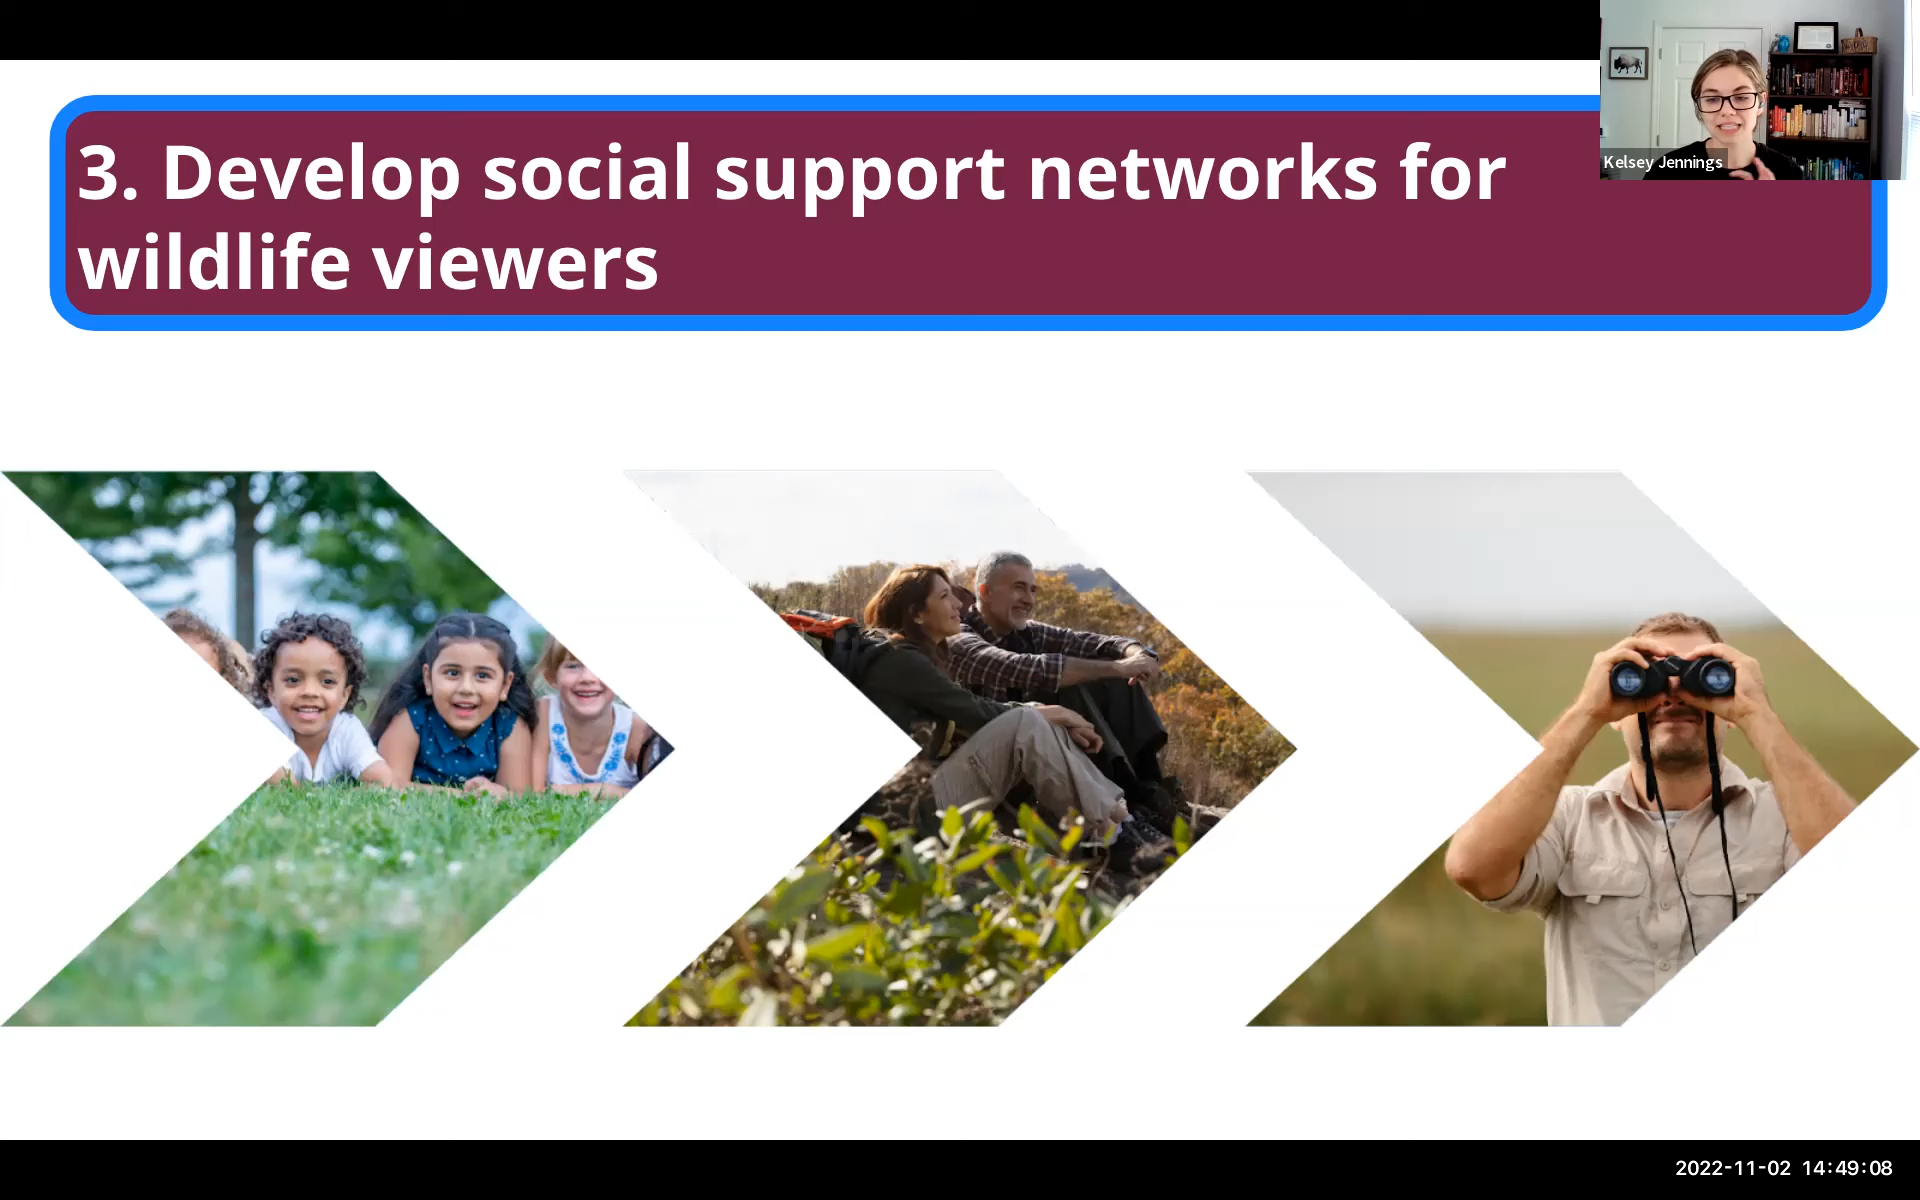 3. Develop social support networks for
wildlife viewers
Kelsey Jennings
2022-11-02 14:49:08